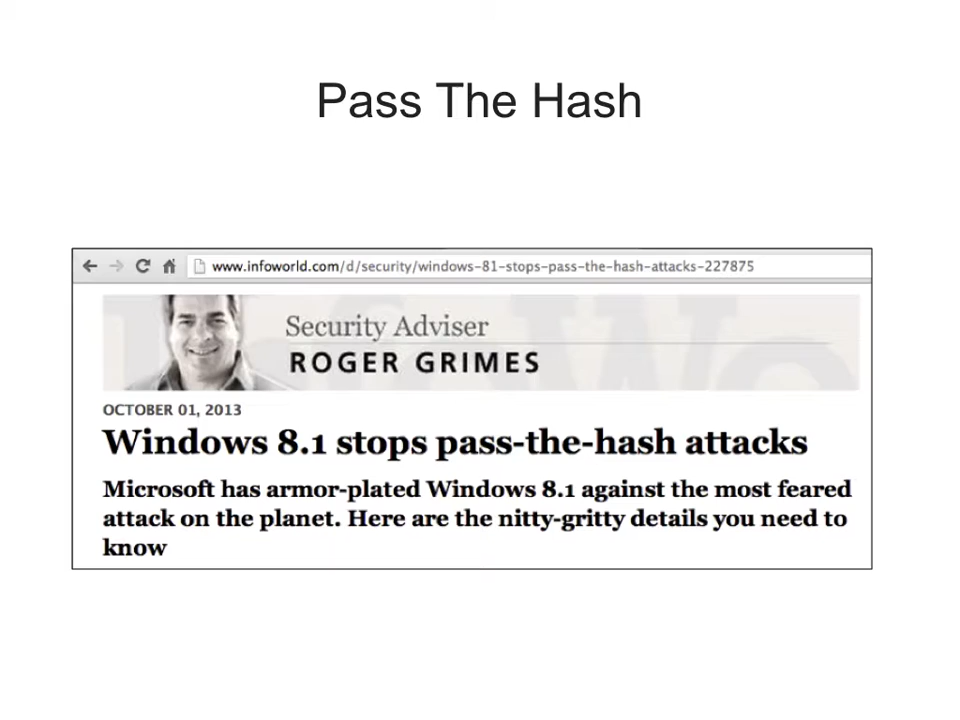 Pass The Hash
www.infoworld.com/d/security/windows-81-stops-pass-the-hash-attacks-227875
Security Adviser
ROGER GRIMES
OCTOBER 01, 2013
Windows 8.1 stops pass-the-hash attacks
Microsoft has armor-plated Windows 8.1 against the most feared
attack on the planet. Here are the nitty-gritty details you need to
know